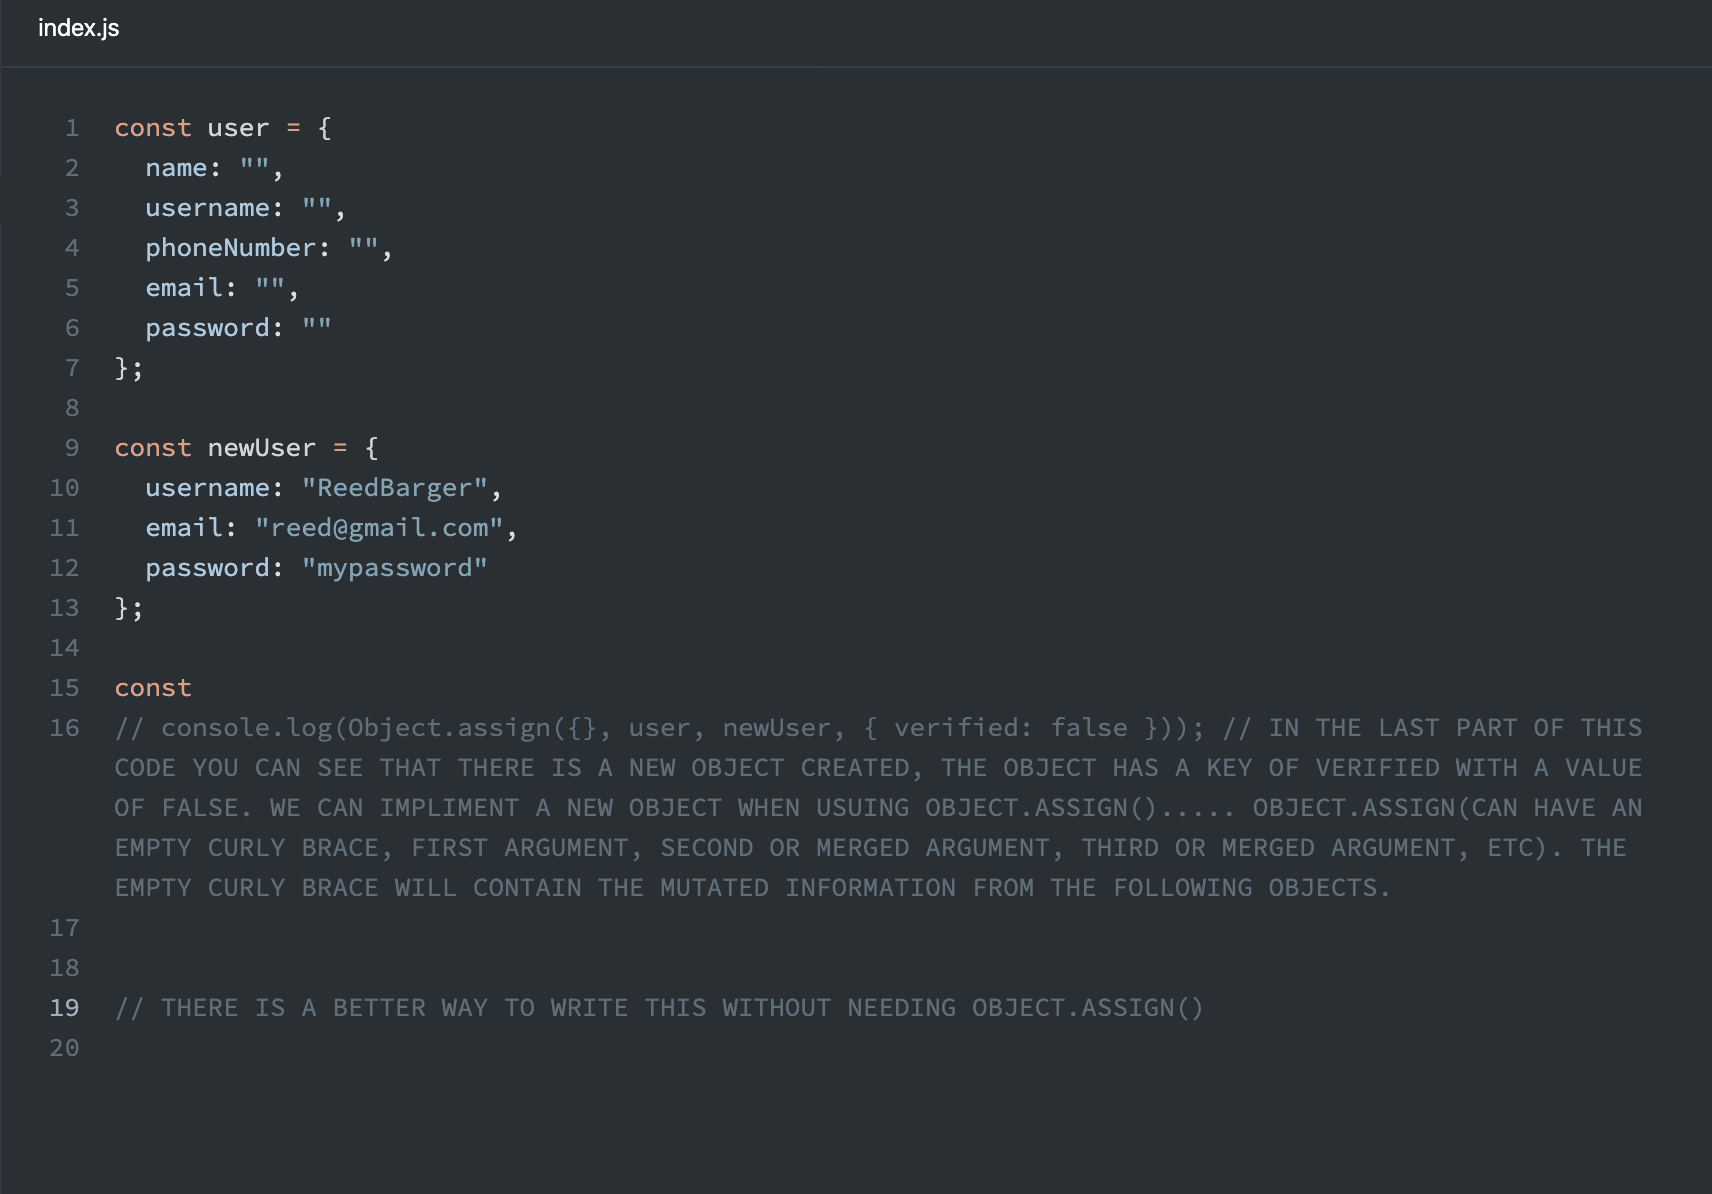 index.js
1 const user = {
2   name: "",
3   username: "",
4   phoneNumber: "",
5   email: "",
6   password: ""
7 };
8
9 const newUser = {
10   username: "ReedBarger",
11   email: "reed@gmail.com",
12   password: "mypassword"
13 };
14
15 const
16 // console.log(Object.assign({}, user, newUser, { verified: false })); // IN THE LAST PART OF THIS
CODE YOU CAN SEE THAT THERE IS A NEW OBJECT CREATED, THE OBJECT HAS A KEY OF VERIFIED WITH A VALUE
OF FALSE. WE CAN IMPLIMENT A NEW OBJECT WHEN USUING OBJECT.ASSIGN()..... OBJECT.ASSIGN(CAN HAVE AN
EMPTY CURLY BRACE, FIRST ARGUMENT, SECOND OR MERGED ARGUMENT, THIRD OR MERGED ARGUMENT, ETC). THE
EMPTY CURLY BRACE WILL CONTAIN THE MUTATED INFORMATION FROM THE FOLLOWING OBJECTS.
17
18
19 // THERE IS A BETTER WAY TO WRITE THIS WITHOUT NEEDING OBJECT.ASSIGN()
20